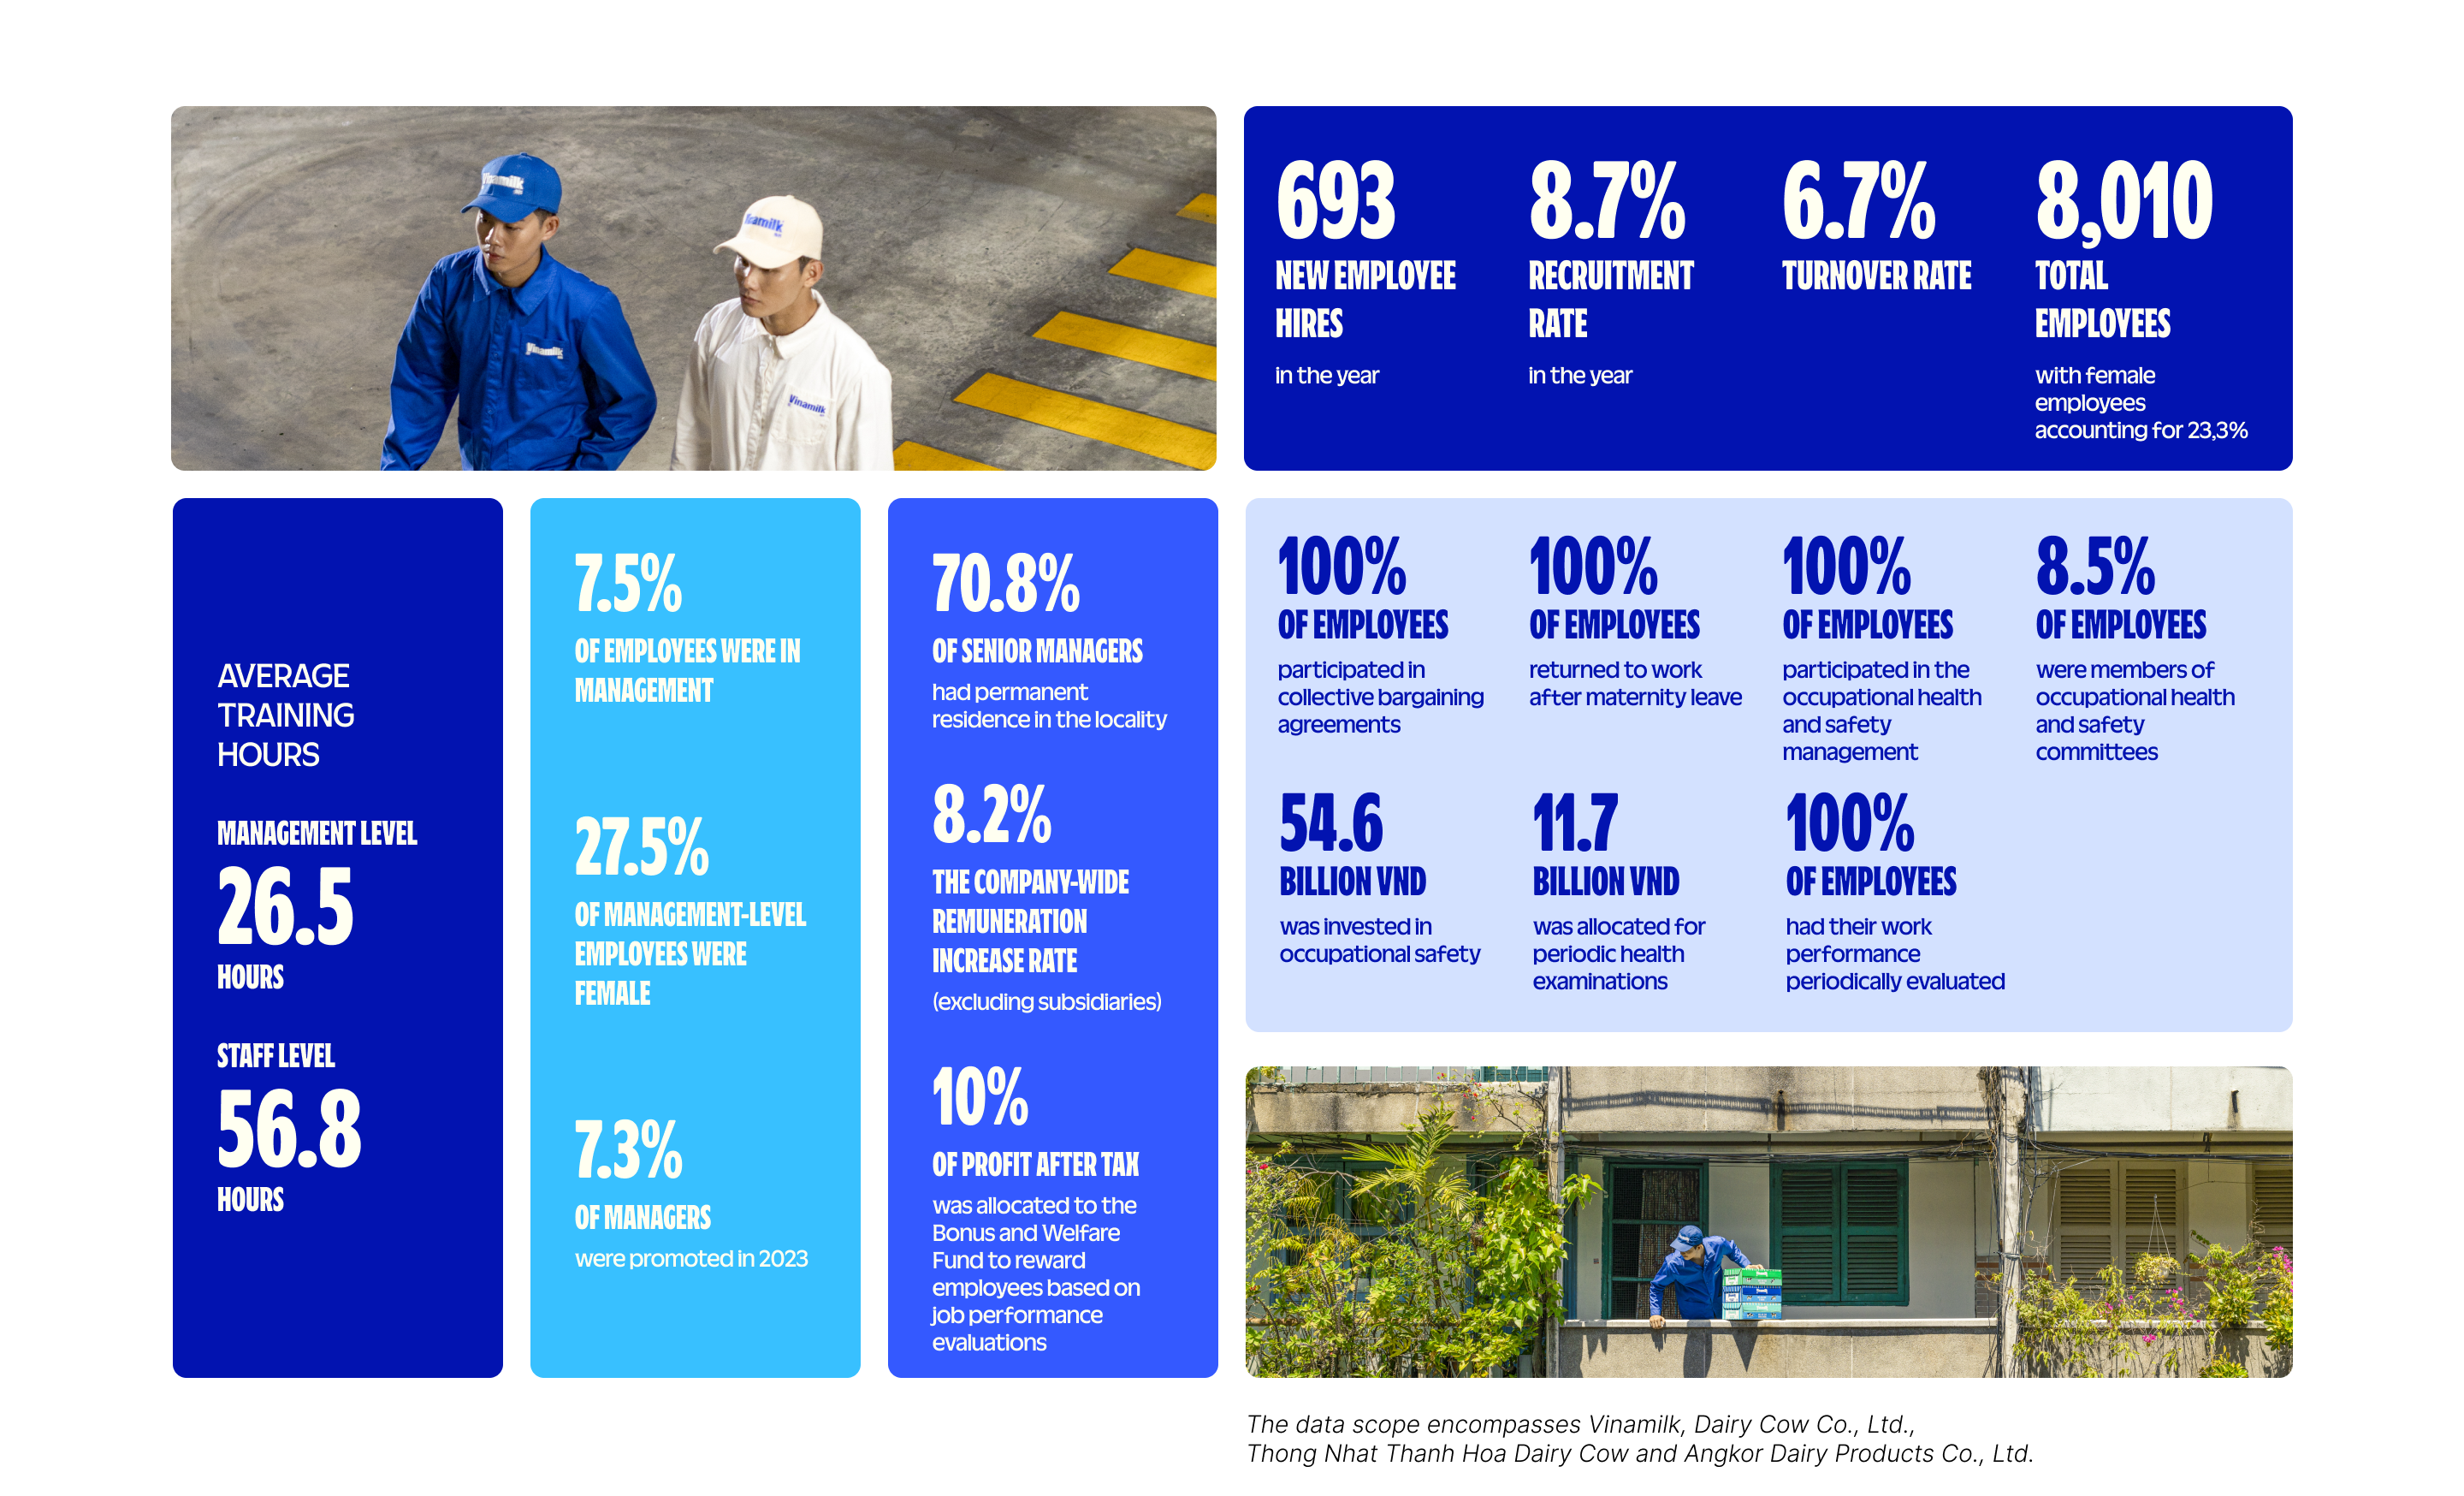 Vinamilk
Vinamilk
Vinamilk
693
NEW EMPLOYEE
HIRES
in the year
8.7%
RECRUITMENT
RATE
in the year
6.7%
TURNOVER RATE
8,010
TOTAL
EMPLOYEES
with female
employees
accounting for 23,3%
AVERAGE
TRAINING
HOURS
MANAGEMENT LEVEL
26.5
HOURS
STAFF LEVEL
56.8
HOURS
7.5%
OF EMPLOYEES WERE IN
MANAGEMENT
27.5%
OF MANAGEMENT-LEVEL
EMPLOYEES WERE
FEMALE
7.3%
OF MANAGERS
were promoted in 2023
70.8%
OF SENIOR MANAGERS
had permanent
residence in the locality
8.2%
THE COMPANY-WIDE
REMUNERATION
INCREASE RATE
(excluding subsidiaries)
10%
OF PROFIT AFTER TAX
was allocated to the
Bonus and Welfare
Fund to reward
employees based on
job performance
evaluations
100%
OF EMPLOYEES
participated in
collective bargaining
agreements
100%
OF EMPLOYEES
returned to work
after maternity leave
100%
OF EMPLOYEES
participated in the
occupational health
and safety
management
8.5%
OF EMPLOYEES
were members of
occupational health
and safety
committees
54.6
BILLION VND
was invested in
occupational safety
11.7
BILLION VND
was allocated for
periodic health
examinations
100%
OF EMPLOYEES
had their work
performance
periodically evaluated
The data scope encompasses Vinamilk, Dairy Cow Co., Ltd.,
Thong Nhat Thanh Hoa Dairy Cow and Angkor Dairy Products Co., Ltd.